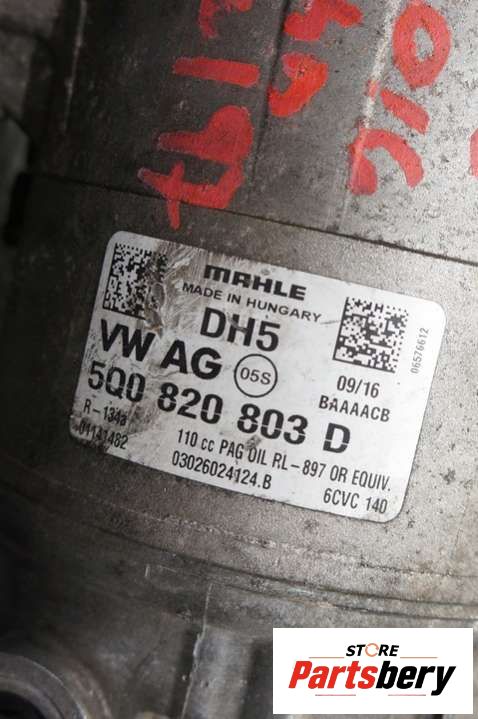 MAHLE
MADE IN HUNGARY
DH5
VW AG 05S
09/16
BAAAACB
06576612
5Q0 820 803 D
R-134a
01141482
110 cc PAG OIL RL-897 OR EQUIV.
03026024124.B
6CVC 140
STORE
Partsbery